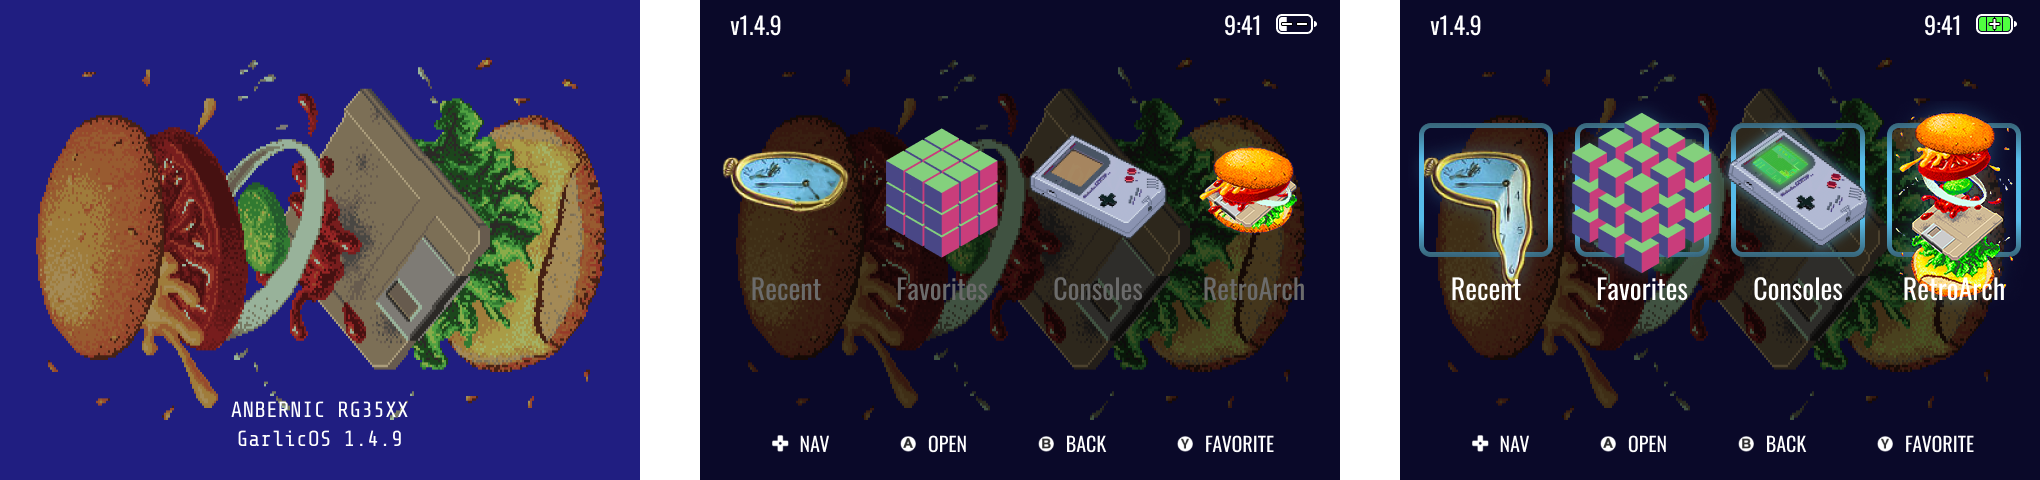 ANBERNIC RG35XX
GarlicOS 1.4.9
v1.4.9 9:41
Recent Favorites Consoles RetroArch
NAV A OPEN B BACK Y FAVORITE
v1.4.9 9:41
Recent Favorites Consoles RetroArch
NAV A OPEN B BACK Y FAVORITE